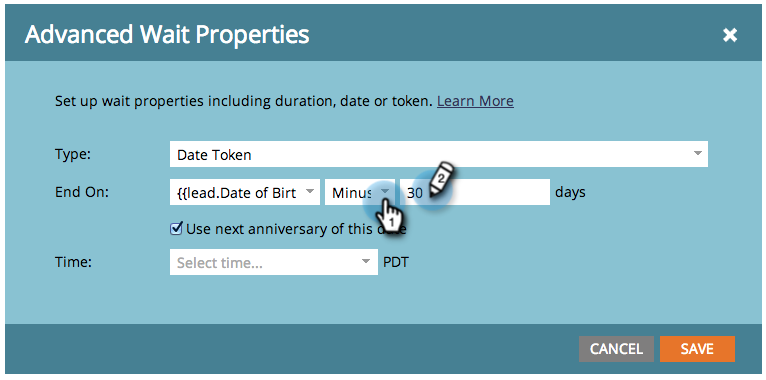 Advanced Wait Properties
Set up wait properties including duration, date or token. Learn More
Type: Date Token
End On: {{lead.Date of Birt Minus 30 days
2
1
Use next anniversary of this date
Time: Select time... PDT
CANCEL SAVE